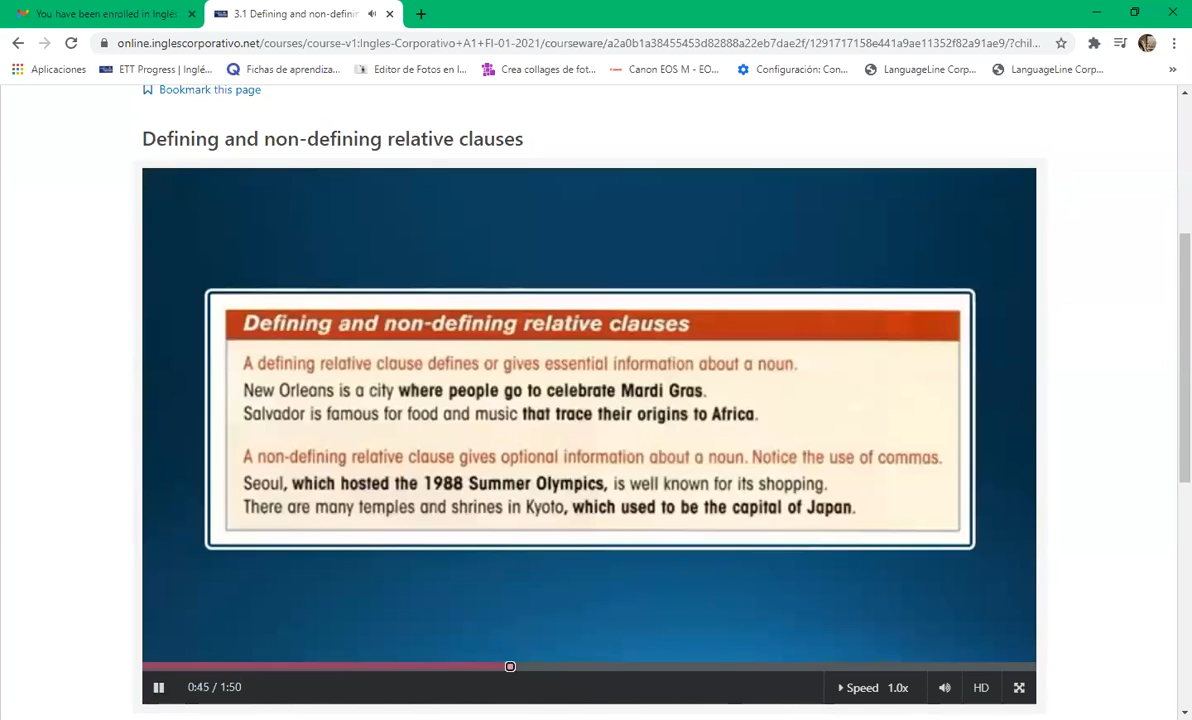 You have been enrolled in Inglé
3.1 Defining and non-definin
online.inglescorporativo.net/courses/course-v1:Ingles-Corporativo+A1+FI-01-2021/courseware/a2a0b1a38455453d82888a22eb7dae2f/1291717158e441a9ae11352f82a91ae9/?chil...
Aplicaciones ETT Progress | Inglé... Fichas de aprendiza... Editor de Fotos en l... Crea collages de fot... Canon EOS M - EO... Configuración: Con... LanguageLine Corp... LanguageLine Corp... »
Bookmark this page
Defining and non-defining relative clauses
Defining and non-defining relative clauses
A defining relative clause defines or gives essential information about a noun.
New Orleans is a city where people go to celebrate Mardi Gras.
Salvador is famous for food and music that trace their origins to Africa.
A non-defining relative clause gives optional information about a noun. Notice the use of commas.
Seoul, which hosted the 1988 Summer Olympics, is well known for its shopping.
There are many temples and shrines in Kyoto, which used to be the capital of Japan.
0:45 / 1:50 Speed 1.0x HD